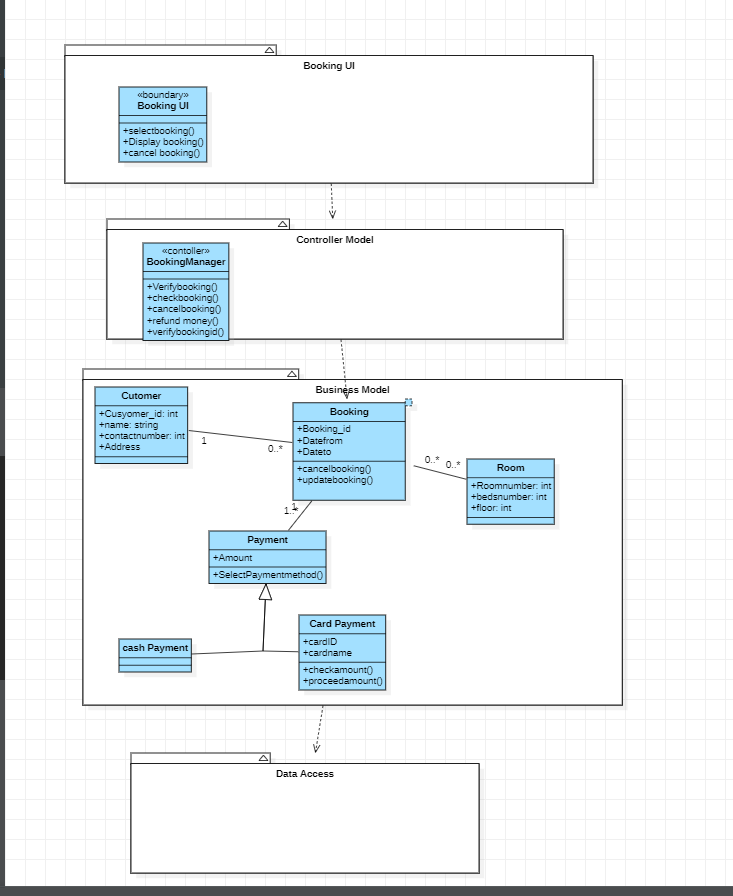 Booking UI
«boundary»
Booking UI
+selectbooking()
+Display booking()
+cancel booking()
Controller Model
«contoller»
BookingManager
+Verifybooking()
+checkbooking()
+cancelbooking()
+refund money()
+verifybookingid()
Business Model
Cutomer
+Cusyomer_id: int
+name: string
+contactnumber: int
+Address
1
0..*
Booking
+Booking_id
+Datefrom
+Dateto
+cancelbooking()
+updatebooking()
0..*
0..*
Room
+Roomnumber: int
+bedsnumber: int
+floor: int
Payment
+Amount
+SelectPaymentmethod()
cash Payment
Card Payment
+cardID
+cardname
+checkamount()
+proceedamount()
Data Access